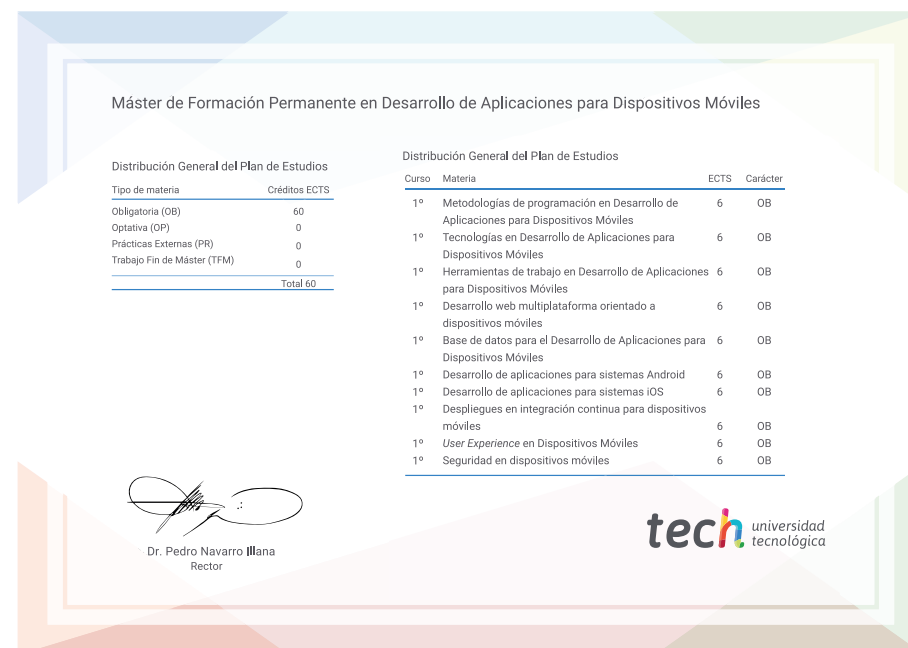 Máster de Formación Permanente en Desarrollo de Aplicaciones para Dispositivos Móviles
Distribución General del Plan de Estudios
Tipo de materia Créditos ECTS
Obligatoria (OB) 60
Optativa (OP) 0
Prácticas Externas (PR) 0
Trabajo Fin de Máster (TFM) 0
Total 60
Distribución General del Plan de Estudios
Curso Materia ECTS Carácter
1º Metodologías de programación en Desarrollo de 6 OB
Aplicaciones para Dispositivos Móviles
1º Tecnologías en Desarrollo de Aplicaciones para 6 OB
Dispositivos Móviles
1º Herramientas de trabajo en Desarrollo de Aplicaciones 6 OB
para Dispositivos Móviles
1º Desarrollo web multiplataforma orientado a 6 OB
dispositivos móviles
1º Base de datos para el Desarrollo de Aplicaciones para 6 OB
Dispositivos Móviles
1º Desarrollo de aplicaciones para sistemas Android 6 OB
1º Desarrollo de aplicaciones para sistemas iOS 6 OB
1º Despliegues en integración continua para dispositivos
móviles 6 OB
1º User Experience en Dispositivos Móviles 6 OB
1º Seguridad en dispositivos móviles 6 OB
Dr. Pedro Navarro Illana
Rector
tech universidad
tecnológica